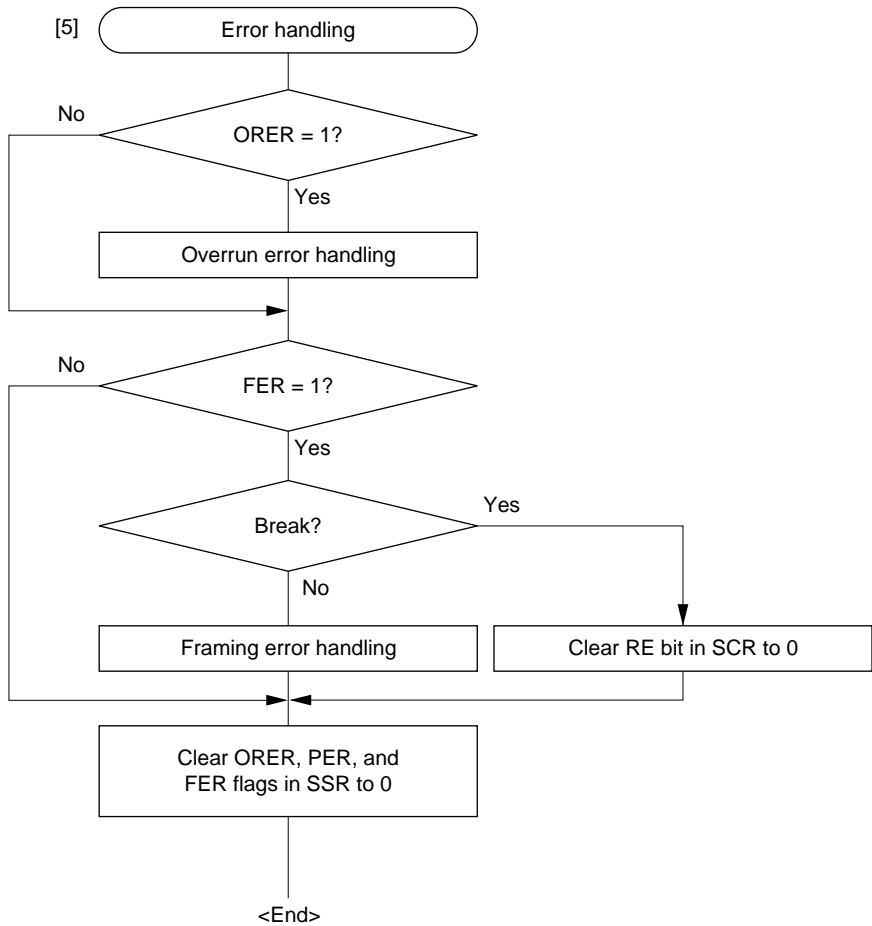 [5]
Error handling
No
ORER = 1?
Yes
Overrun error handling
No
FER = 1?
Yes
Break?
Yes
No
Framing error handling
Clear RE bit in SCR to 0
Clear ORER, PER, and
FER flags in SSR to 0
<End>